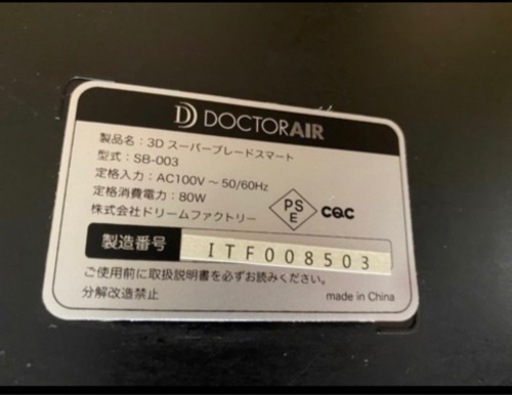 DOCTORAIR
製品名：3D スーパーブレードスマート
型式：SB-003
定格入力：AC100V ～ 50/60Hz
定格消費電力：80W
株式会社ドリームファクトリー
PS
E
CQC
製造番号 ITF008503
ご使用前に取扱説明書を必ずお読みください。
分解改造禁止
made in China